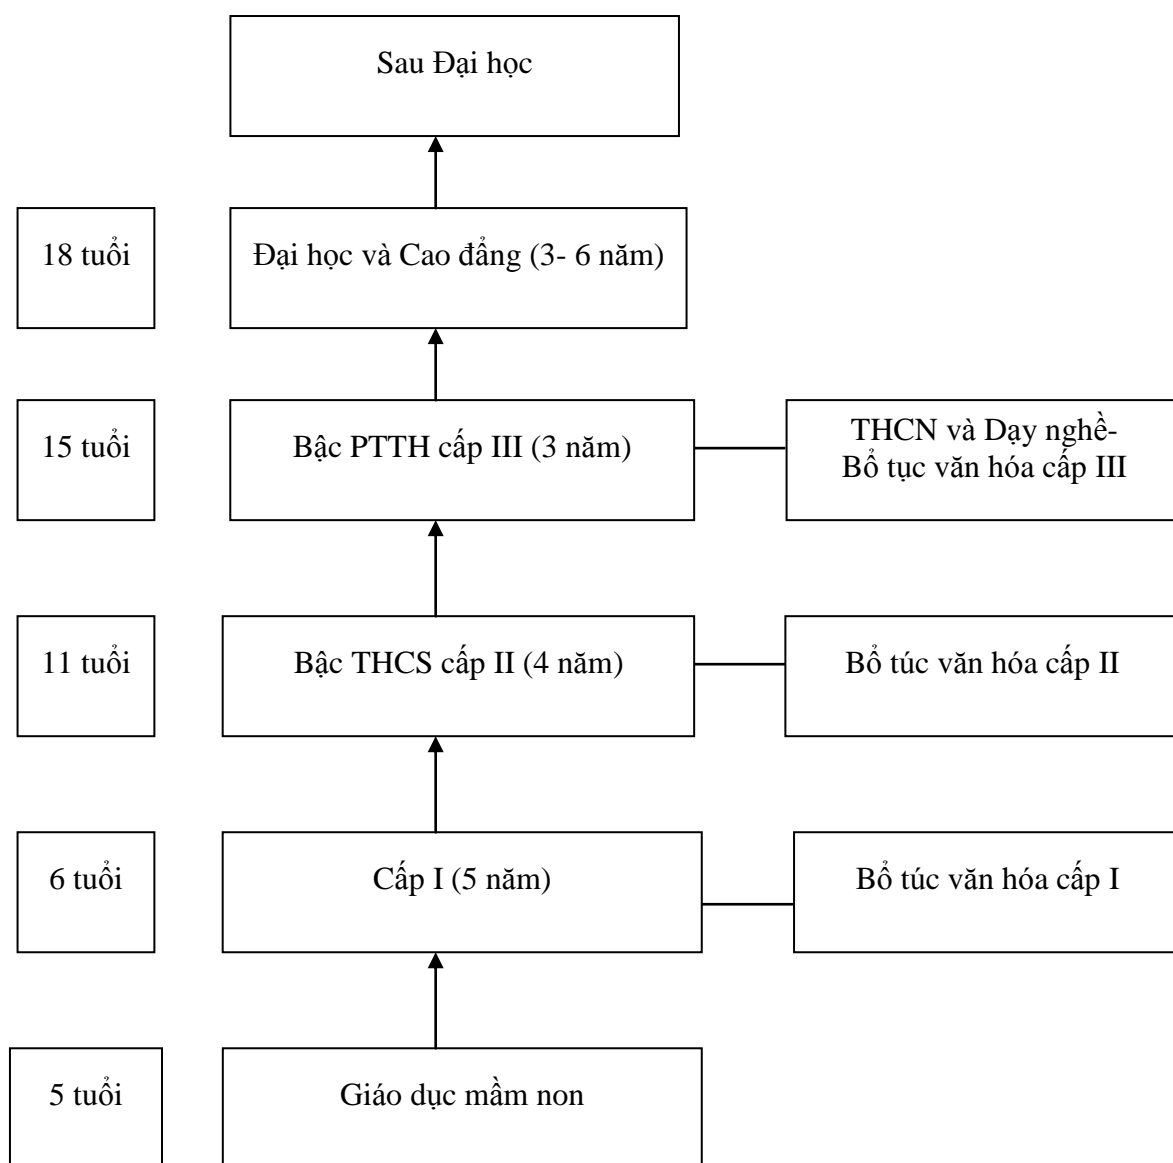 Sau Đại học
18 tuổi
Đại học và Cao đẳng (3- 6 năm)
15 tuổi
Bậc PTTH cấp III (3 năm)
THCN và Dạy nghề-
Bổ tục văn hóa cấp III
11 tuổi
Bậc THCS cấp II (4 năm)
Bổ túc văn hóa cấp II
6 tuổi
Cấp I (5 năm)
Bổ túc văn hóa cấp I
5 tuổi
Giáo dục mầm non